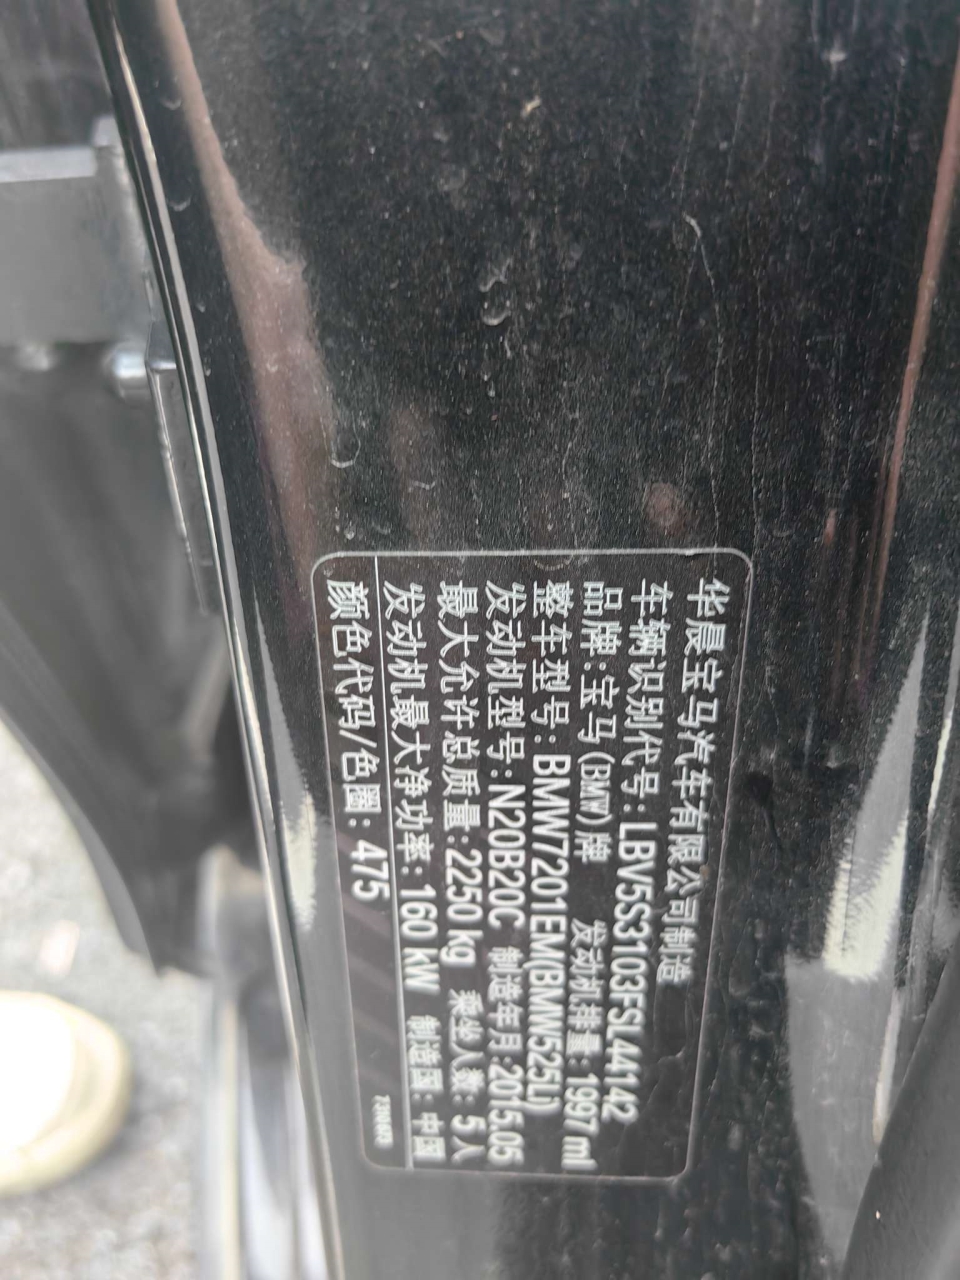 华晨宝马汽车有限公司制造
车辆识别代号:LBV5S3103FSL44142
品牌:宝马(BMW)牌 发动机排量:1997 ml
整车型号:BMW7201EM(BMW525Li)
发动机型号:N20B20C 制造年月:2015.05
最大允许总质量:2250 kg 乘坐人数:5人
发动机最大净功率:160 kW 制造国:中国
颜色代码/色圈:475